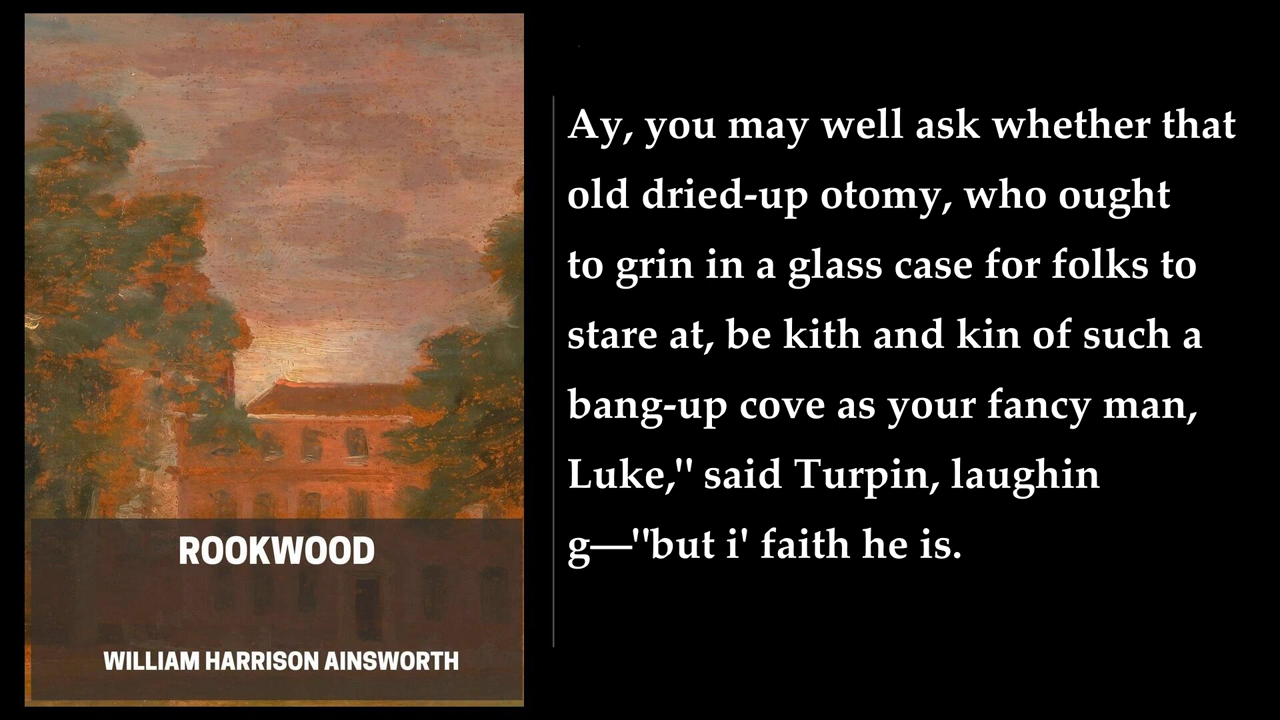 ROOKWOOD
WILLIAM HARRISON AINSWORTH
Ay, you may well ask whether that
old dried-up otomy, who ought
to grin in a glass case for folks to
stare at, be kith and kin of such a
bang-up cove as your fancy man,
Luke," said Turpin, laughin
g—"but i' faith he is.